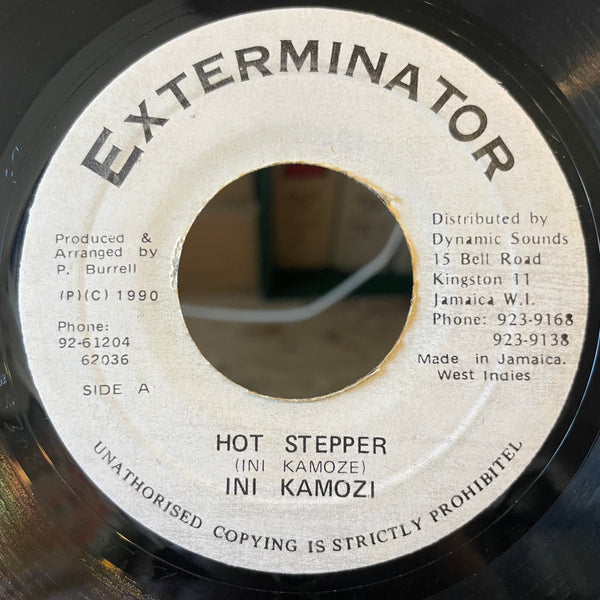 EXTERMINATOR
Produced &
Arranged by
P. Burrell
(P)(C) 1990
Phone:
92-61204
62036
SIDE A
Distributed by
Dynamic Sounds
15 Bell Road
Kingston 11
Jamaica W.I.
Phone: 923-9168
923-9138
Made in Jamaica.
West Indies
HOT STEPPER
(INI KAMOZE)
INI KAMOZI
UNATHORISED COPYING IS STRICTLY PROHIBITEL